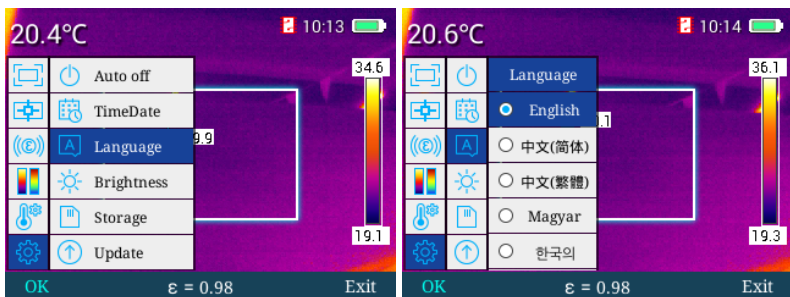 20.4°C
10:13
34.6
Auto off
TimeDate
9.9
Language
Brightness
Storage
19.1
Update
OK
ε = 0.98
Exit
20.6°C
10:14
36.1
Language
English
.1
中文(简体)
中文(繁體)
Magyar
19.3
한국의
OK
ε = 0.98
Exit